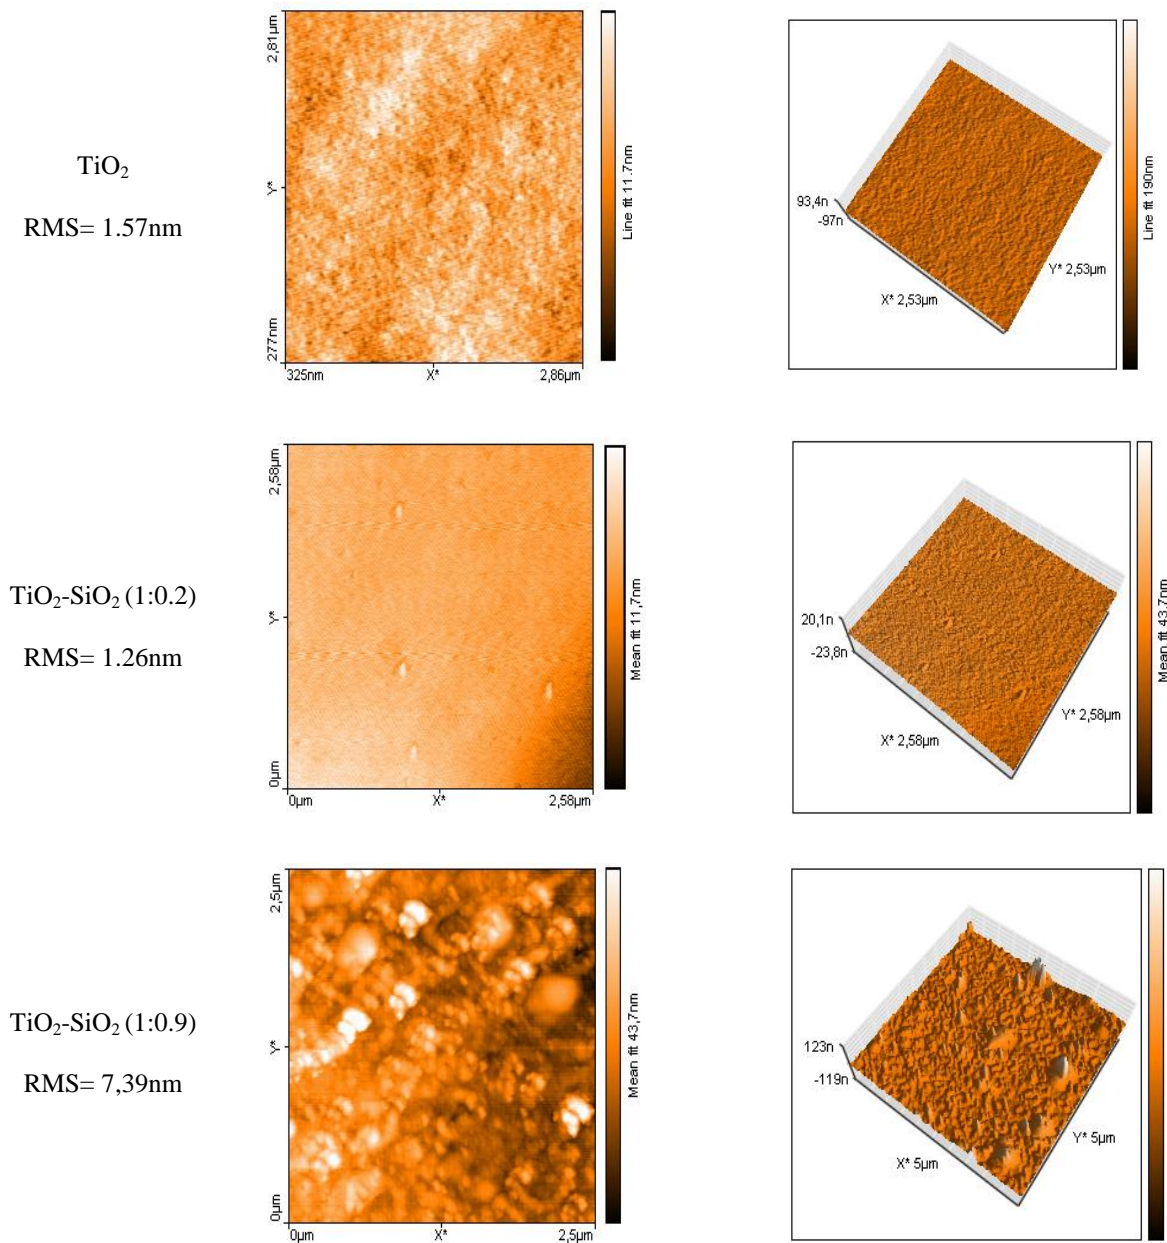 TiO₂
RMS= 1.57nm
2,81µm
Y*
277nm
325nm X* 2,86µm
Line fit 11.7nm
93,4n
-97n
X* 2,53µm
Y* 2,53µm
Line fit 190nm
TiO₂-SiO₂ (1:0.2)
RMS= 1.26nm
2,58µm
Y*
0µm
0µm X* 2,58µm
Mean fit 11,7nm
20,1n
-23,8n
X* 2,58µm
Y* 2,58µm
Mean fit 43.7nm
TiO₂-SiO₂ (1:0.9)
RMS= 7,39nm
2,5µm
Y*
0µm
0µm X* 2,5µm
Mean fit 43,7nm
123n
-119n
X* 5µm
Y* 5µm